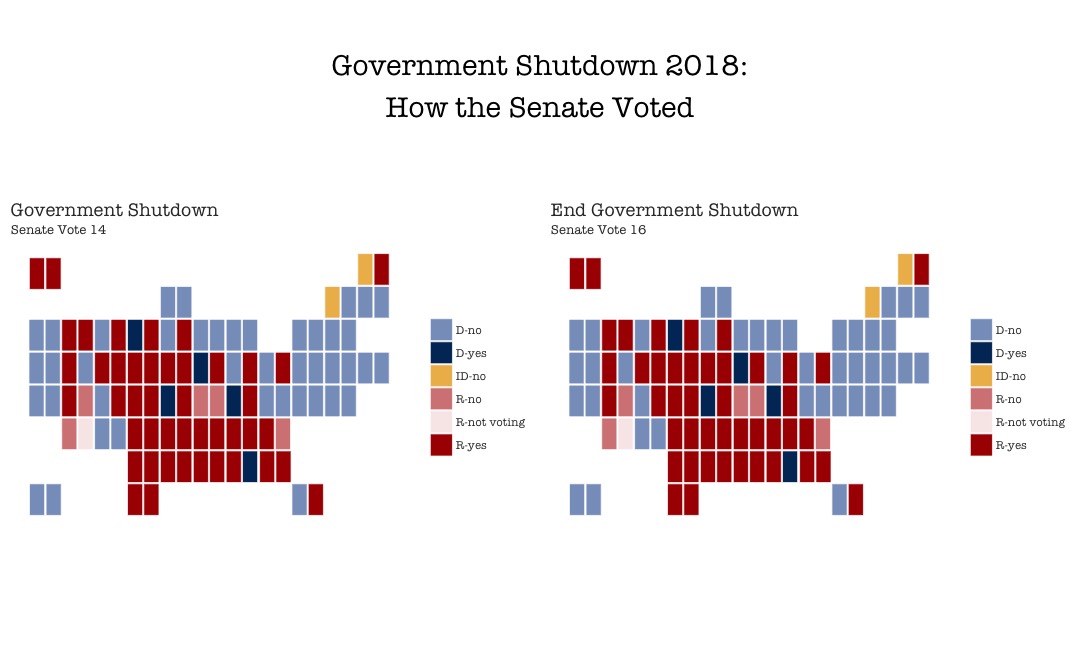 Government Shutdown 2018:
How the Senate Voted
Government Shutdown
Senate Vote 14
D-no
D-yes
ID-no
R-no
R-not voting
R-yes
End Government Shutdown
Senate Vote 16
D-no
D-yes
ID-no
R-no
R-not voting
R-yes